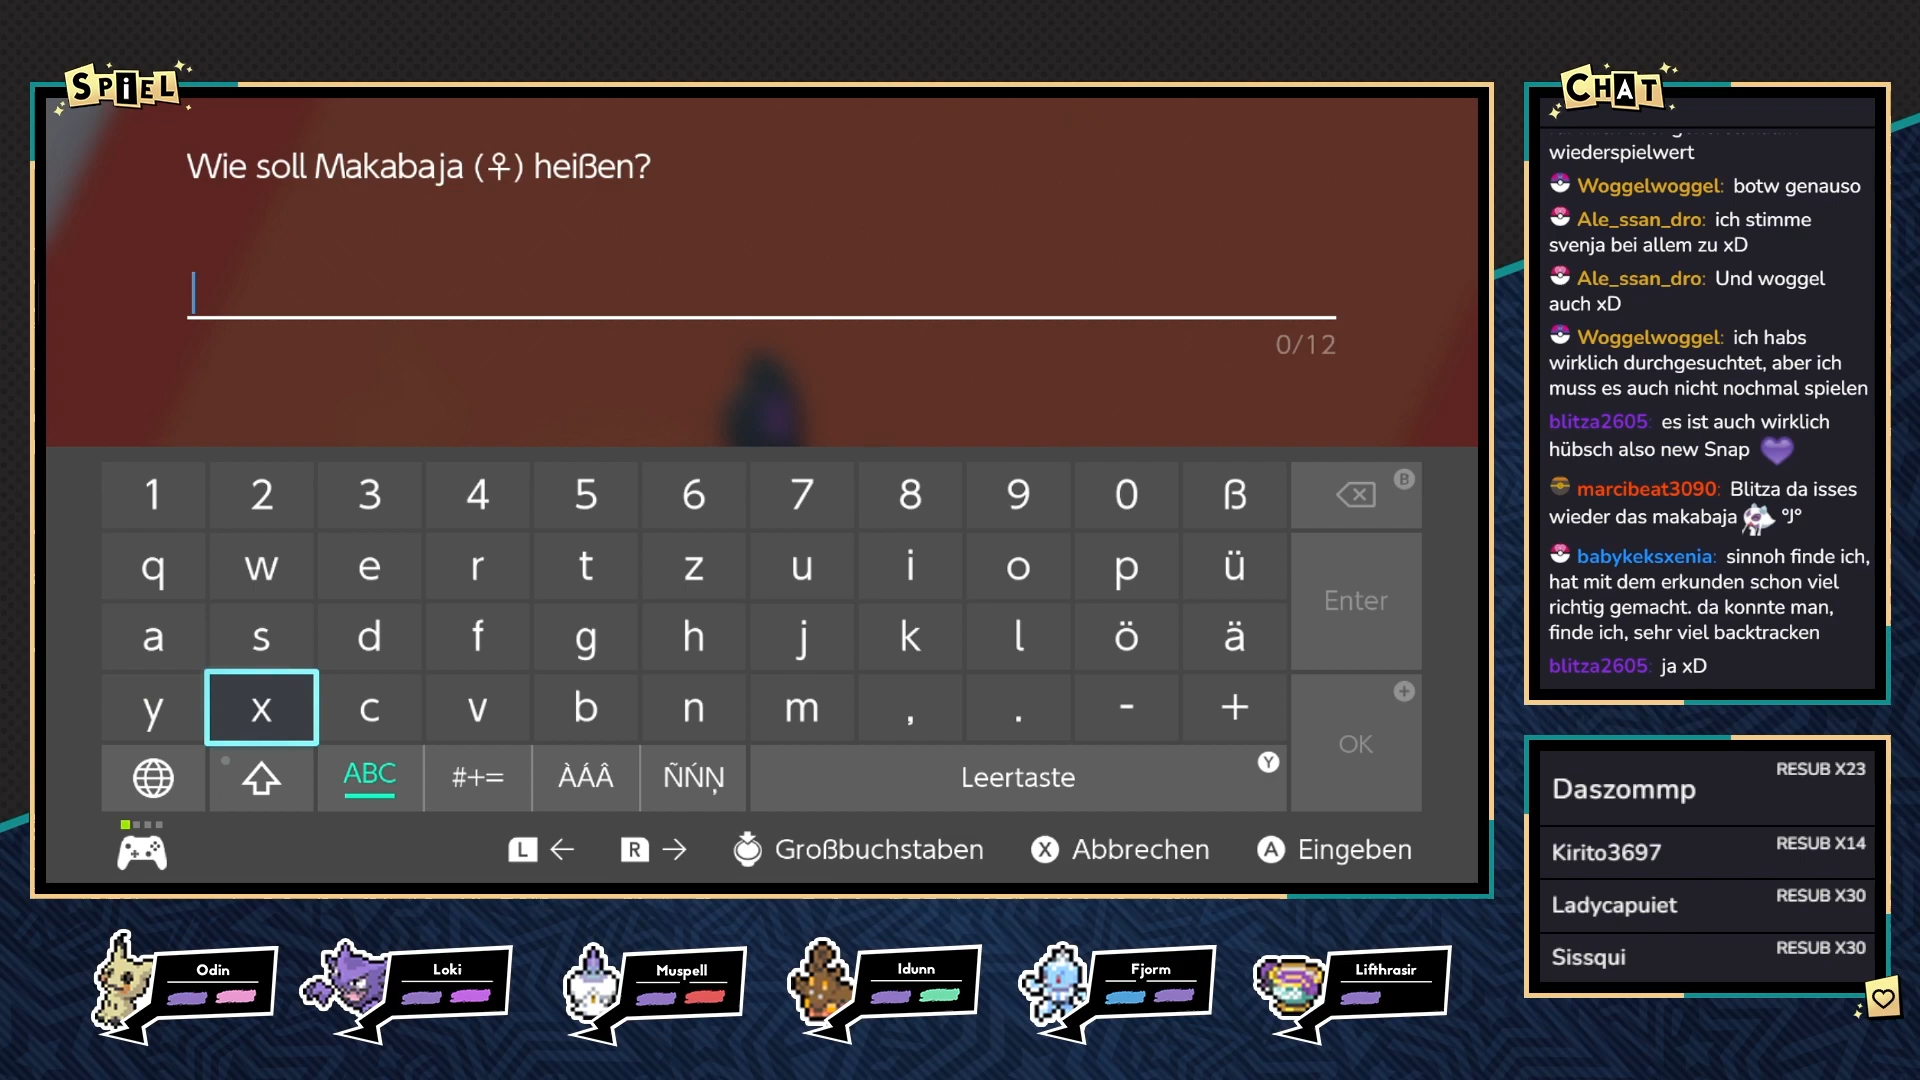 SPiEL
Wie soll Makabaja (♀) heißen?
0/12
1 2 3 4 5 6 7 8 9 0 ß B
q w e r t z u i o p ü Enter
a s d f g h j k l ö ä
y x c v b n m , . - + OK
ABC #+= ÀÁÂ ÑŃŅ Leertaste Y
L ← R → Großbuchstaben X Abbrechen A Eingeben
CHAT
wiederspielwert
Woggelwoggel: botw genauso
Ale_ssan_dro: ich stimme
svenja bei allem zu xD
Ale_ssan_dro: Und woggel
auch xD
Woggelwoggel: ich habs
wirklich durchgesuchtet, aber ich
muss es auch nicht nochmal spielen
blitza2605: es ist auch wirklich
hübsch also new Snap
marcibeat3090: Blitza da isses
wieder das makabaja
babykeksxenia: sinnoh finde ich,
hat mit dem erkunden schon viel
richtig gemacht. da konnte man,
finde ich, sehr viel backtracken
blitza2605: ja xD
Daszommp RESUB X23
Kirito3697 RESUB X14
Ladycapuiet RESUB X30
Sissqui RESUB X30
Odin
Loki
Muspell
Idunn
Fjorm
Lifthrasir